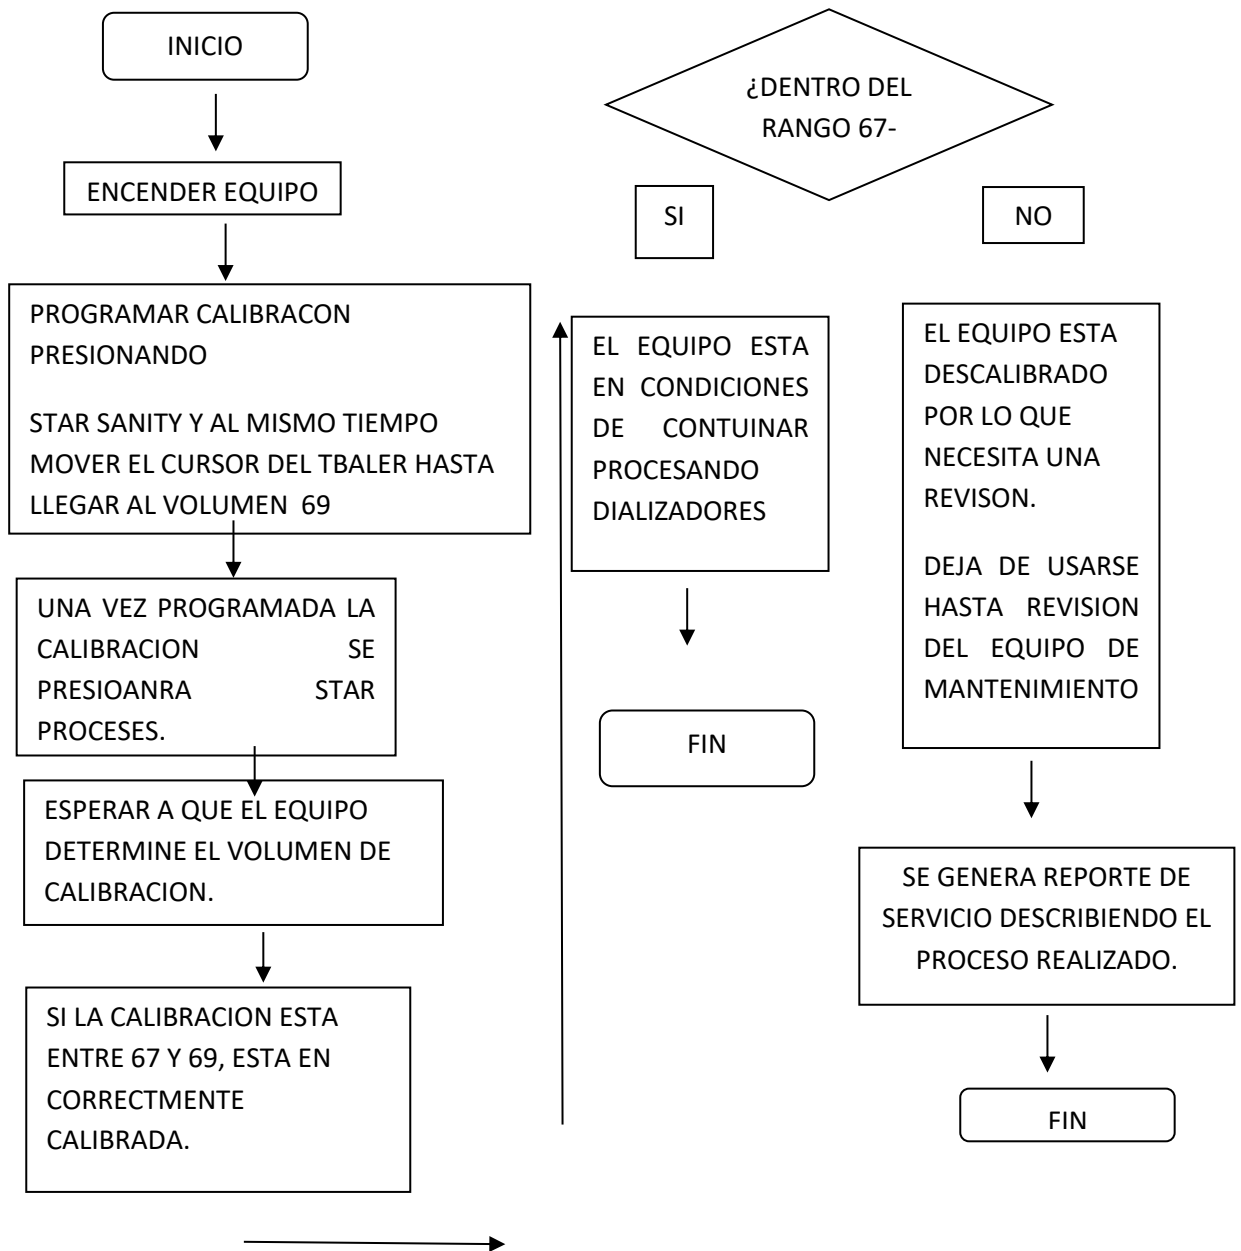 INICIO
ENCENDER EQUIPO
PROGRAMAR CALIBRACON
PRESIONANDO
STAR SANITY Y AL MISMO TIEMPO
MOVER EL CURSOR DEL TBALER HASTA
LLEGAR AL VOLUMEN 69
UNA VEZ PROGRAMADA LA
CALIBRACION SE
PRESIOANRA STAR
PROCESES.
ESPERAR A QUE EL EQUIPO
DETERMINE EL VOLUMEN DE
CALIBRACION.
SI LA CALIBRACION ESTA
ENTRE 67 Y 69, ESTA EN
CORRECTMENTE
CALIBRADA.
¿DENTRO DEL
RANGO 67-
SI
NO
EL EQUIPO ESTA
EN CONDICIONES
DE CONTUINAR
PROCESANDO
DIALIZADORES
FIN
EL EQUIPO ESTA
DESCALIBRADO
POR LO QUE
NECESITA UNA
REVISON.
DEJA DE USARSE
HASTA REVISION
DEL EQUIPO DE
MANTENIMIENTO
SE GENERA REPORTE DE
SERVICIO DESCRIBIENDO EL
PROCESO REALIZADO.
FIN